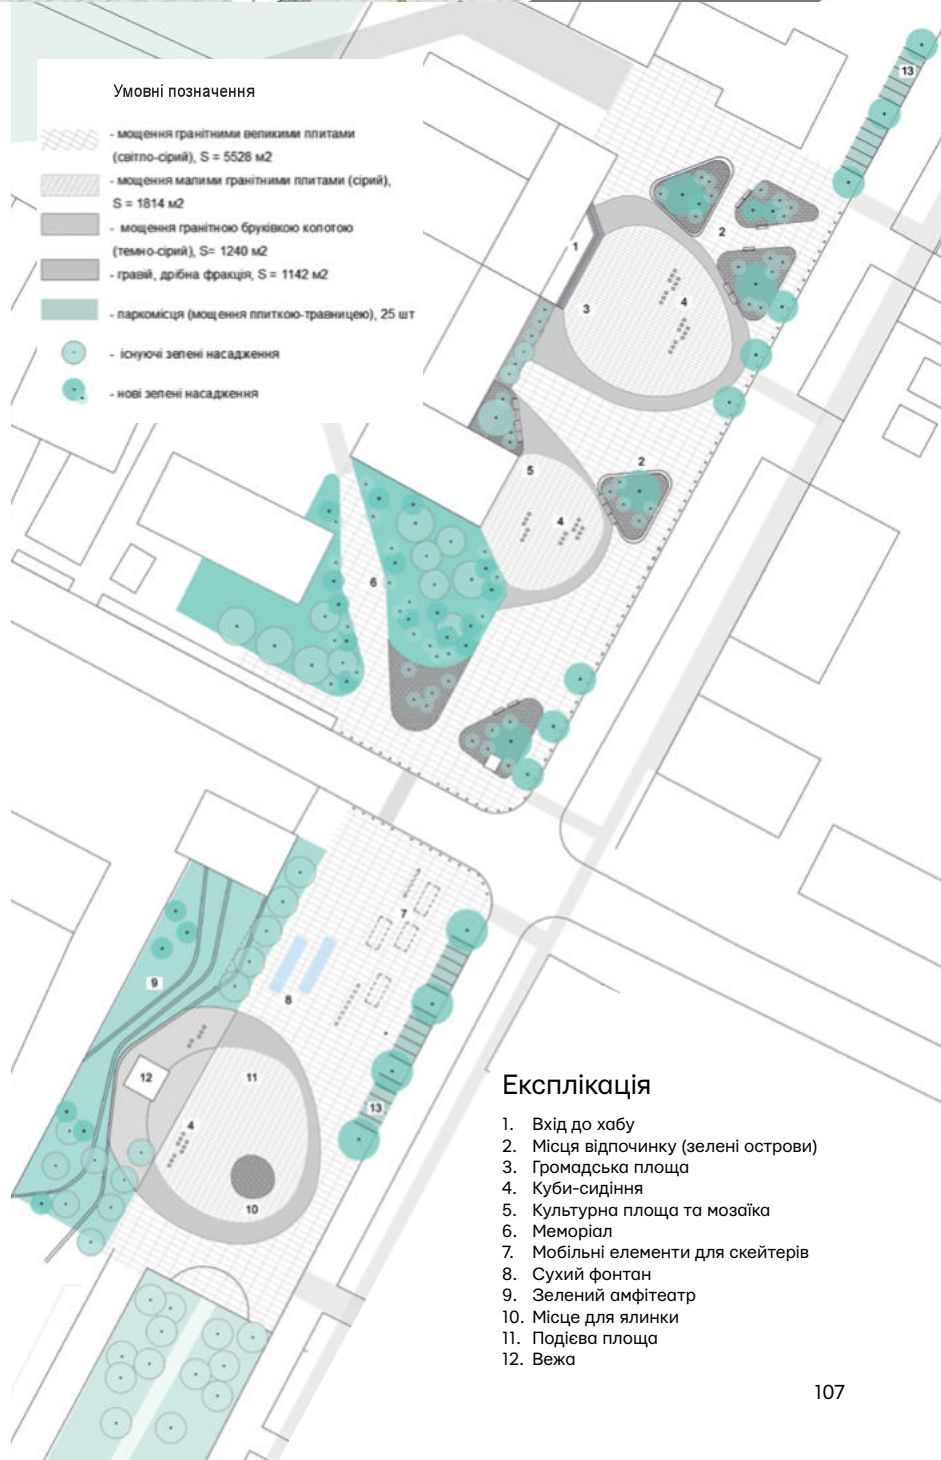 Умовні позначення
- мощення гранітними великими плитами
(світло-сірий), S = 5528 м2
- мощення малими гранітними плитами (сірий),
S = 1814 м2
- мощення гранітною бруківкою колотою
(темно-сірий), S= 1240 м2
- гравій, дрібна фракція, S = 1142 м2
- паркомісця (мощення плиткою-травницею), 25 шт
- існуючі зелені насадження
- нові зелені насадження
13
2
1
3
4
2
5
4
6
7
9
8
12
11
13
4
10
Експлікація
1. Вхід до хабу
2. Місця відпочинку (зелені острови)
3. Громадська площа
4. Куби-сидіння
5. Культурна площа та мозаїка
6. Меморіал
7. Мобільні елементи для скейтерів
8. Сухий фонтан
9. Зелений амфітеатр
10. Місце для ялинки
11. Подієва площа
12. Вежа
107